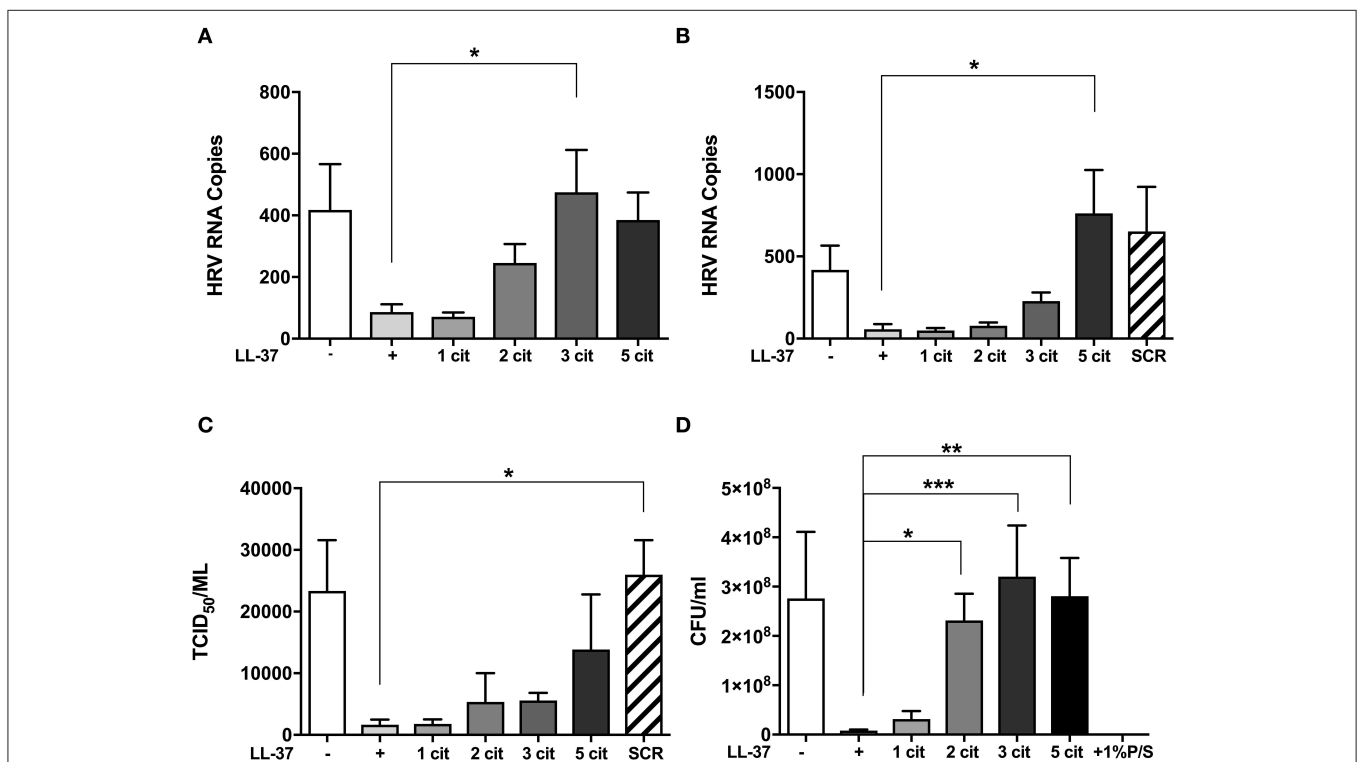 A
*
HRV RNA Copies
800
600
400
200
0
LL-37 - + 1 cit 2 cit 3 cit 5 cit
B
*
HRV RNA Copies
1500
1000
500
0
LL-37 - + 1 cit 2 cit 3 cit 5 cit SCR
C
*
TCID₅₀/ML
40000
30000
20000
10000
0
LL-37 - + 1 cit 2 cit 3 cit 5 cit SCR
D
**
***
*
CFU/ml
5×10⁸
4×10⁸
3×10⁸
2×10⁸
1×10⁸
0
LL-37 - + 1 cit 2 cit 3 cit 5 cit +1%P/S